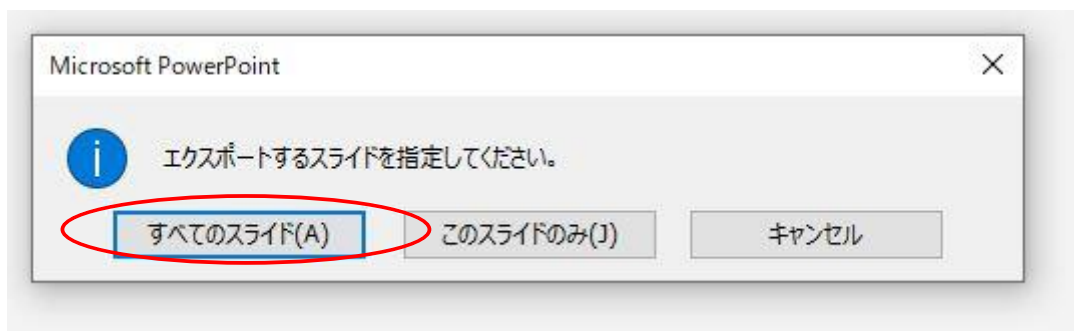 Microsoft PowerPoint
エクスポートするスライドを指定してください。
すべてのスライド(A)
このスライドのみ(J)
キャンセル